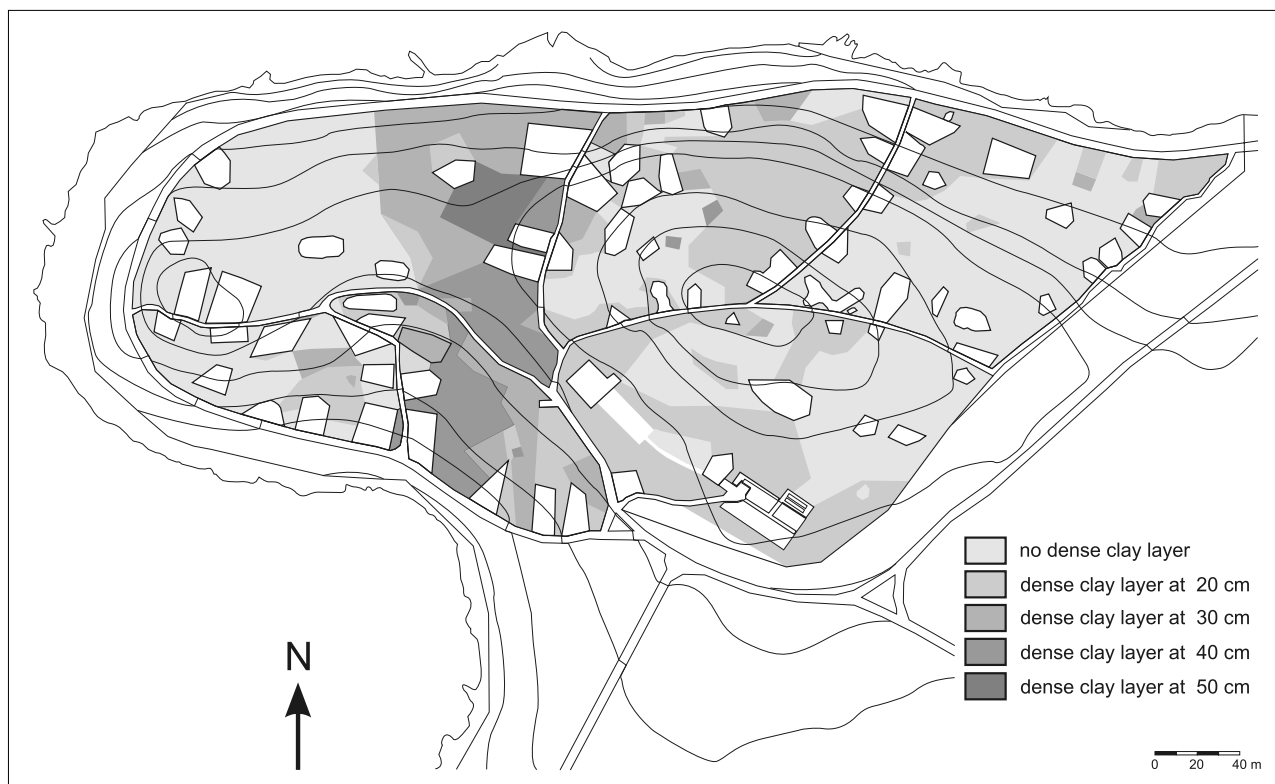 no dense clay layer
dense clay layer at 20 cm
dense clay layer at 30 cm
dense clay layer at 40 cm
dense clay layer at 50 cm
N
0 20 40 m